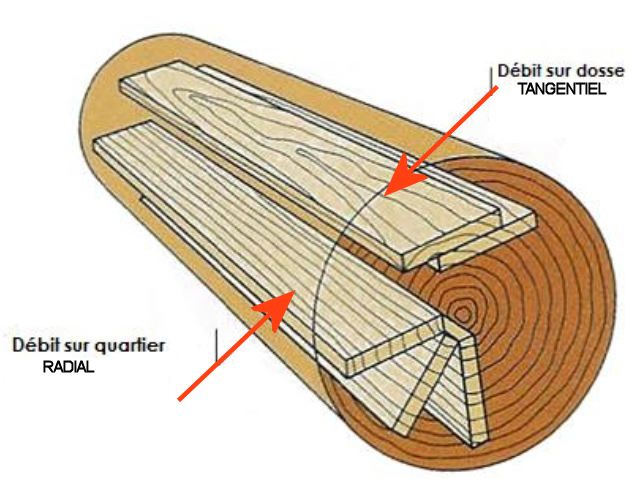 Débit sur dosse
TANGENTIEL
Débit sur quartier
RADIAL